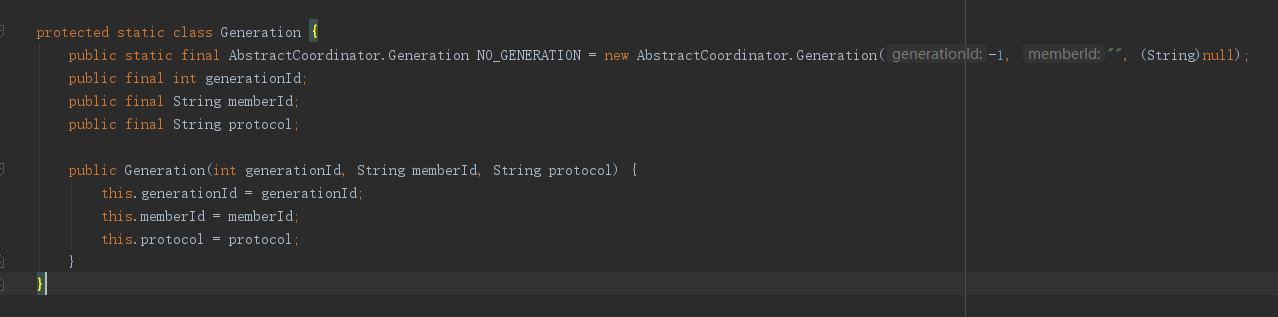 protected static class Generation {
public static final AbstractCoordinator.Generation NO_GENERATION = new AbstractCoordinator.Generation( generationId: -1, memberId: "", (String)null);
public final int generationId;
public final String memberId;
public final String protocol;
public Generation(int generationId, String memberId, String protocol) {
this.generationId = generationId;
this.memberId = memberId;
this.protocol = protocol;
}
}